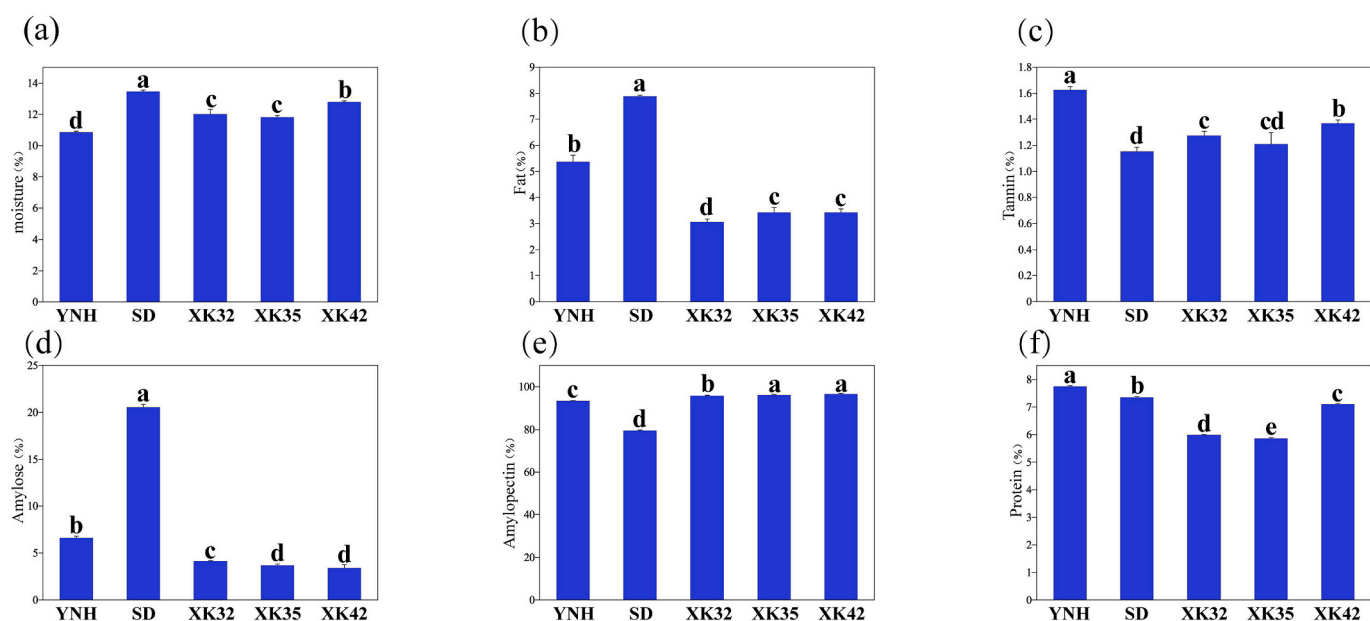 (a)
moisture (%)
14
12
10
8
6
4
2
0
d
a
c
c
b
YNH SD XK32 XK35 XK42
(b)
Fat(%)
9
8
7
6
5
4
3
2
1
0
b
a
d
c
c
YNH SD XK32 XK35 XK42
(c)
Tannin (%)
1.8
1.6
1.4
1.2
1.0
0.8
0.6
0.4
0.2
0
a
d
c
cd
b
YNH SD XK32 XK35 XK42
(d)
Amylose (%)
25
20
15
10
5
0
b
a
c
d
d
YNH SD XK32 XK35 XK42
(e)
Amylopectin (%)
100
80
60
40
20
0
c
d
b
a
a
YNH SD XK32 XK35 XK42
(f)
Protein (%)
8
7
6
5
4
3
2
1
0
a
b
d
e
c
YNH SD XK32 XK35 XK42